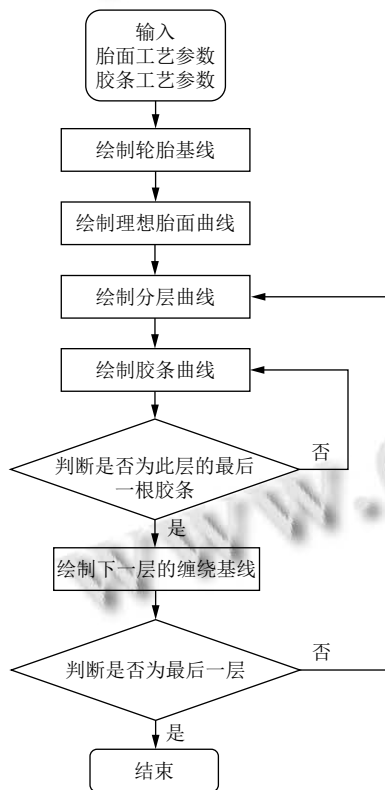 输入
胎面工艺参数
胶条工艺参数
绘制轮胎基线
绘制理想胎面曲线
绘制分层曲线
绘制胶条曲线
判断是否为此层的最后
一根胶条
否
是
绘制下一层的缠绕基线
判断是否为最后一层
否
是
结束
www.